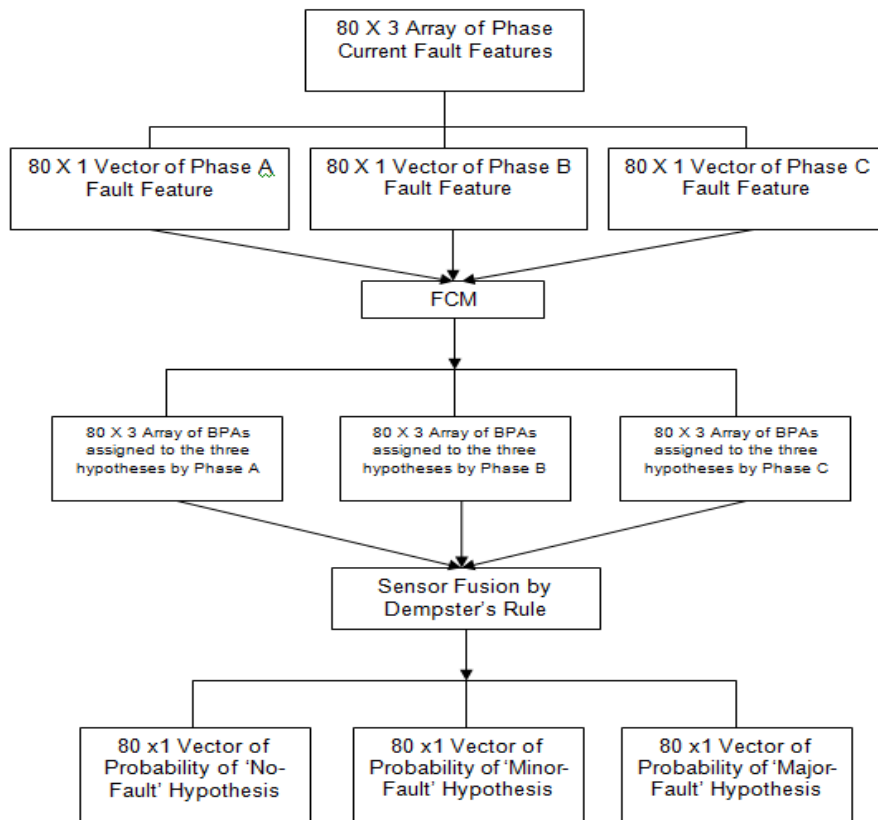 80 X 3 Array of Phase
Current Fault Features
80 X 1 Vector of Phase A
Fault Feature
80 X 1 Vector of Phase B
Fault Feature
80 X 1 Vector of Phase C
Fault Feature
FCM
80 X 3 Array of BPAs
assigned to the three
hypotheses by Phase A
80 X 3 Array of BPAs
assigned to the three
hypotheses by Phase B
80 X 3 Array of BPAs
assigned to the three
hypotheses by Phase C
Sensor Fusion by
Dempster’s Rule
80 x1 Vector of
Probability of ‘No-
Fault’ Hypothesis
80 x1 Vector of
Probability of ‘Minor-
Fault’ Hypothesis
80 x1 Vector of
Probability of ‘Major-
Fault’ Hypothesis